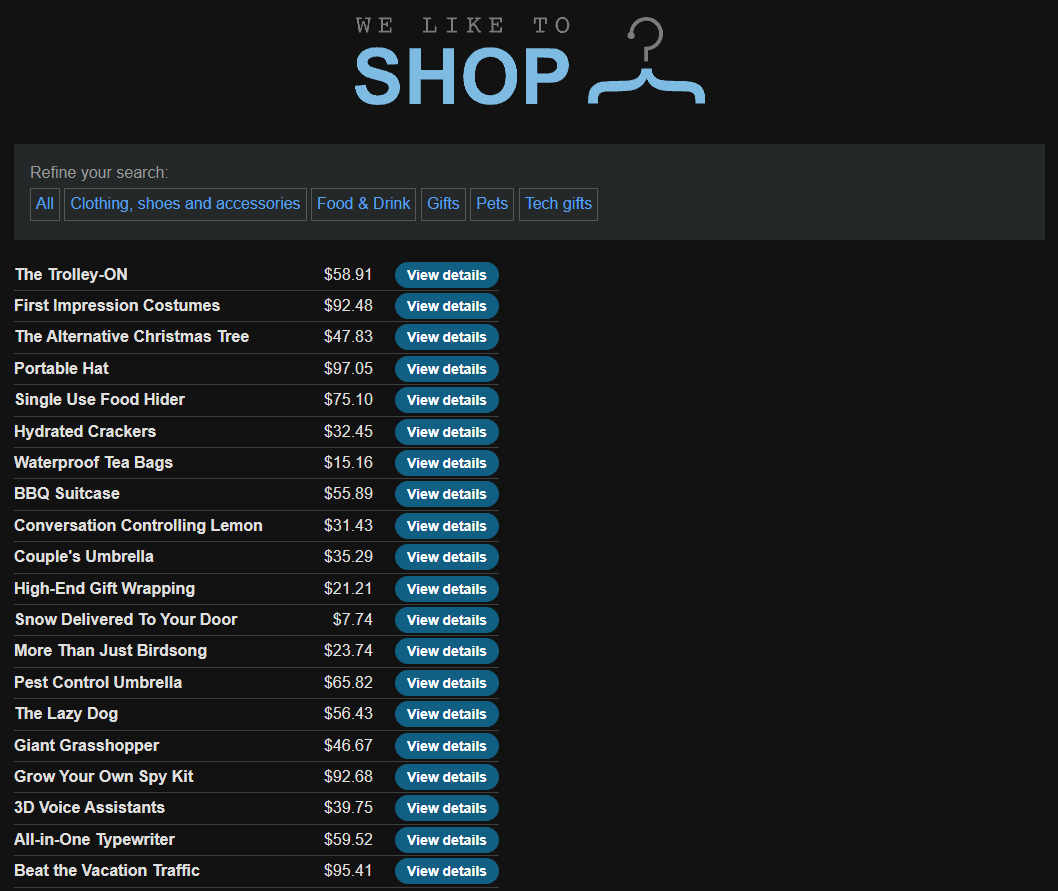 WE LIKE TO
SHOP
Refine your search:
All Clothing, shoes and accessories Food & Drink Gifts Pets Tech gifts
The Trolley-ON $58.91 View details
First Impression Costumes $92.48 View details
The Alternative Christmas Tree $47.83 View details
Portable Hat $97.05 View details
Single Use Food Hider $75.10 View details
Hydrated Crackers $32.45 View details
Waterproof Tea Bags $15.16 View details
BBQ Suitcase $55.89 View details
Conversation Controlling Lemon $31.43 View details
Couple's Umbrella $35.29 View details
High-End Gift Wrapping $21.21 View details
Snow Delivered To Your Door $7.74 View details
More Than Just Birdsong $23.74 View details
Pest Control Umbrella $65.82 View details
The Lazy Dog $56.43 View details
Giant Grasshopper $46.67 View details
Grow Your Own Spy Kit $92.68 View details
3D Voice Assistants $39.75 View details
All-in-One Typewriter $59.52 View details
Beat the Vacation Traffic $95.41 View details